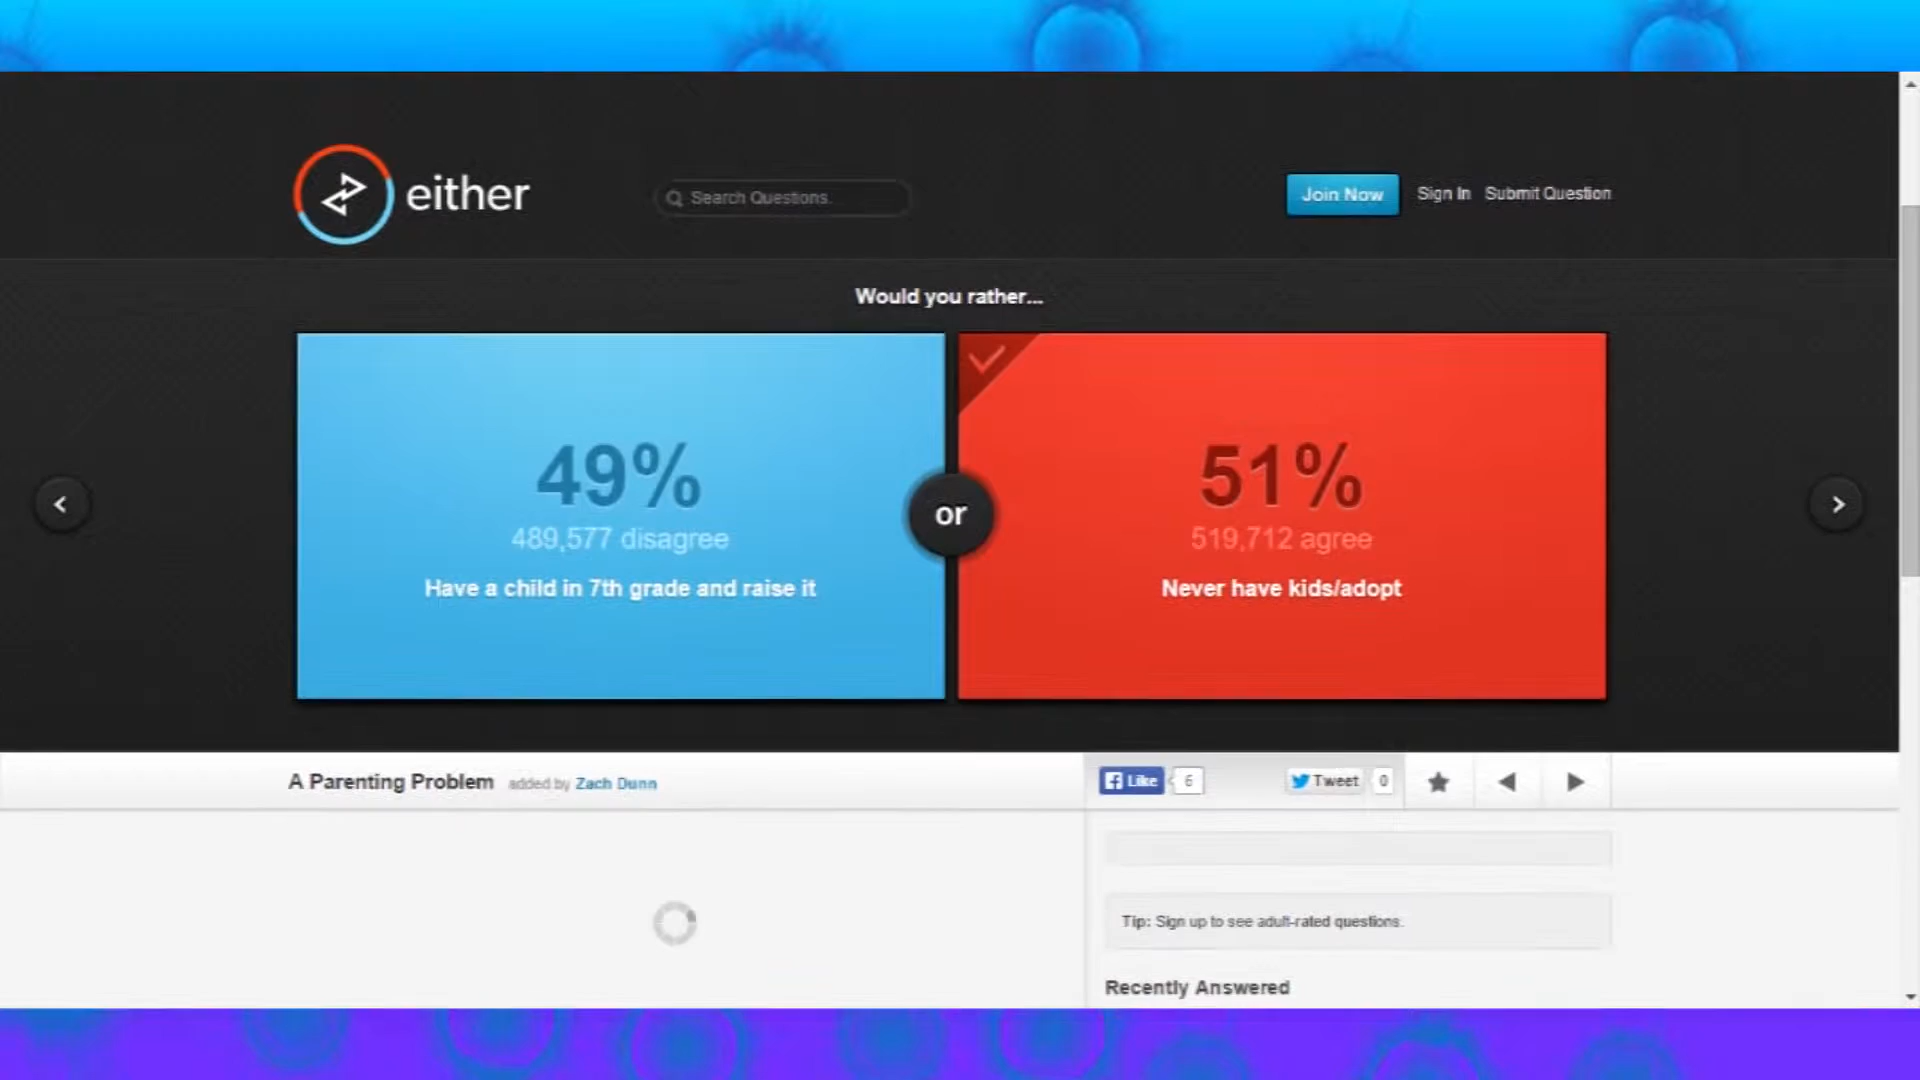 either
Search Questions.
Join Now
Sign In
Submit Question
Would you rather...
49%
489,577 disagree
Have a child in 7th grade and raise it
or
51%
519,712 agree
Never have kids/adopt
A Parenting Problem added by Zach Dunn
Like 6
Tweet 0
Tip: Sign up to see adult-rated questions.
Recently Answered